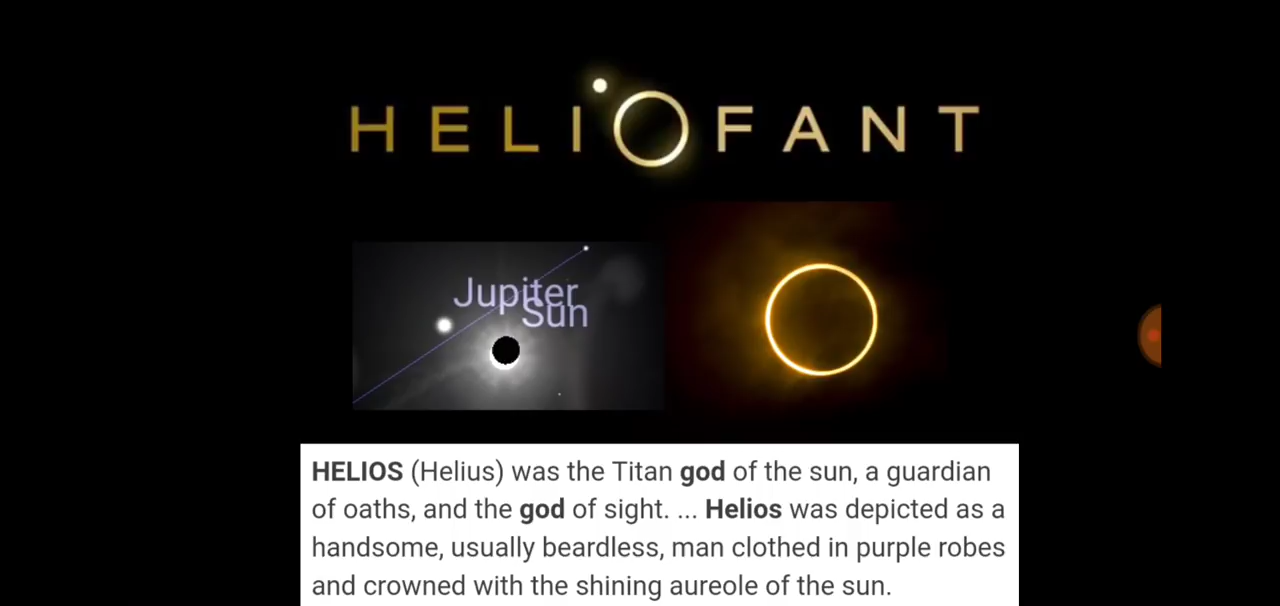 HELIOFANT
Jupiter
Sun
HELIOS (Helius) was the Titan god of the sun, a guardian
of oaths, and the god of sight. ... Helios was depicted as a
handsome, usually beardless, man clothed in purple robes
and crowned with the shining aureole of the sun.